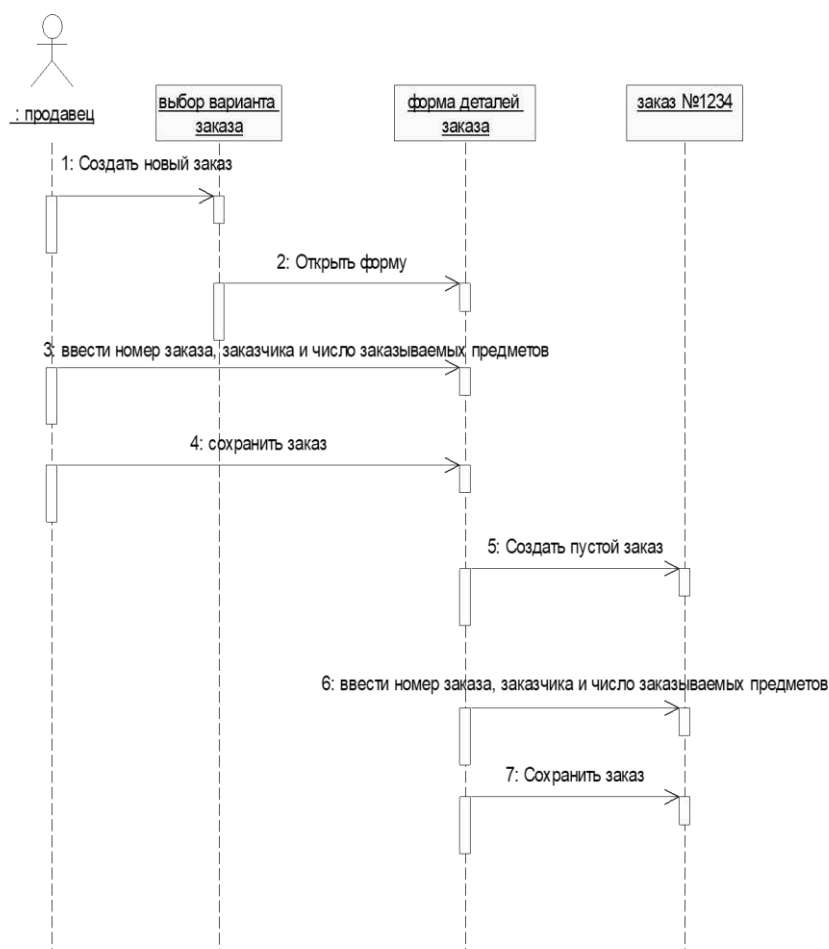 : продавец
выбор варианта
заказа
форма деталей
заказа
заказ №1234
1: Создать новый заказ
2: Открыть форму
3: ввести номер заказа, заказчика и число заказываемых предметов
4: сохранить заказ
5: Создать пустой заказ
6: ввести номер заказа, заказчика и число заказываемых предметов
7: Сохранить заказ